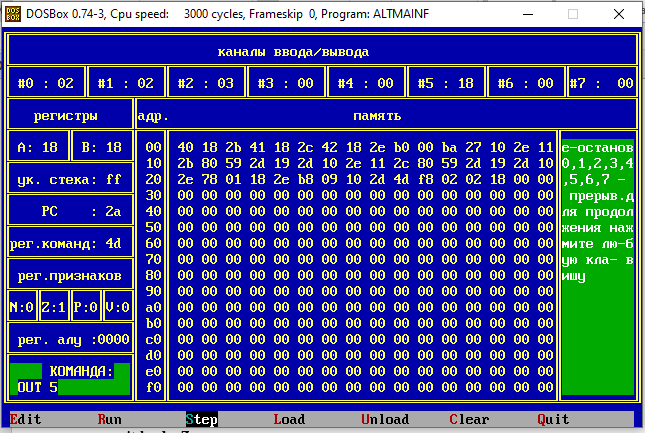 DOSBox 0.74-3, Cpu speed: 3000 cycles, Frameskip 0, Program: ALTMAINF
каналы ввода/вывода
#0 : 02 #1 : 02 #2 : 03 #3 : 00 #4 : 00 #5 : 18 #6 : 00 #7 : 00
регистры адр. память
A: 18 B: 18 00 40 18 2b 41 18 2c 42 18 2e b0 00 ba 27 10 2e 11 е-останов
10 2b 80 59 2d 19 2d 10 2e 11 2c 80 59 2d 19 2d 10 0,1,2,3,4
ук. стека: ff 20 2e 78 01 18 2e b8 09 10 2d 4d f8 02 02 18 00 00 ,5,6,7 -
30 00 00 00 00 00 00 00 00 00 00 00 00 00 00 00 00 прерыв.д
PC : 2a 40 00 00 00 00 00 00 00 00 00 00 00 00 00 00 00 00 ля продол
50 00 00 00 00 00 00 00 00 00 00 00 00 00 00 00 00 жения наж
рег.команд: 4d 60 00 00 00 00 00 00 00 00 00 00 00 00 00 00 00 00 мите лю-б
70 00 00 00 00 00 00 00 00 00 00 00 00 00 00 00 00 ую кла- в
рег.признаков 80 00 00 00 00 00 00 00 00 00 00 00 00 00 00 00 00 ишу
90 00 00 00 00 00 00 00 00 00 00 00 00 00 00 00 00
N:0 Z:1 P:0 V:0 a0 00 00 00 00 00 00 00 00 00 00 00 00 00 00 00 00
b0 00 00 00 00 00 00 00 00 00 00 00 00 00 00 00 00
рег. алу :0000 c0 00 00 00 00 00 00 00 00 00 00 00 00 00 00 00 00
d0 00 00 00 00 00 00 00 00 00 00 00 00 00 00 00 00
КОМАНДА: e0 00 00 00 00 00 00 00 00 00 00 00 00 00 00 00 00
OUT 5 f0 00 00 00 00 00 00 00 00 00 00 00 00 00 00 00 00
Edit Run Step Load Unload Clear Quit